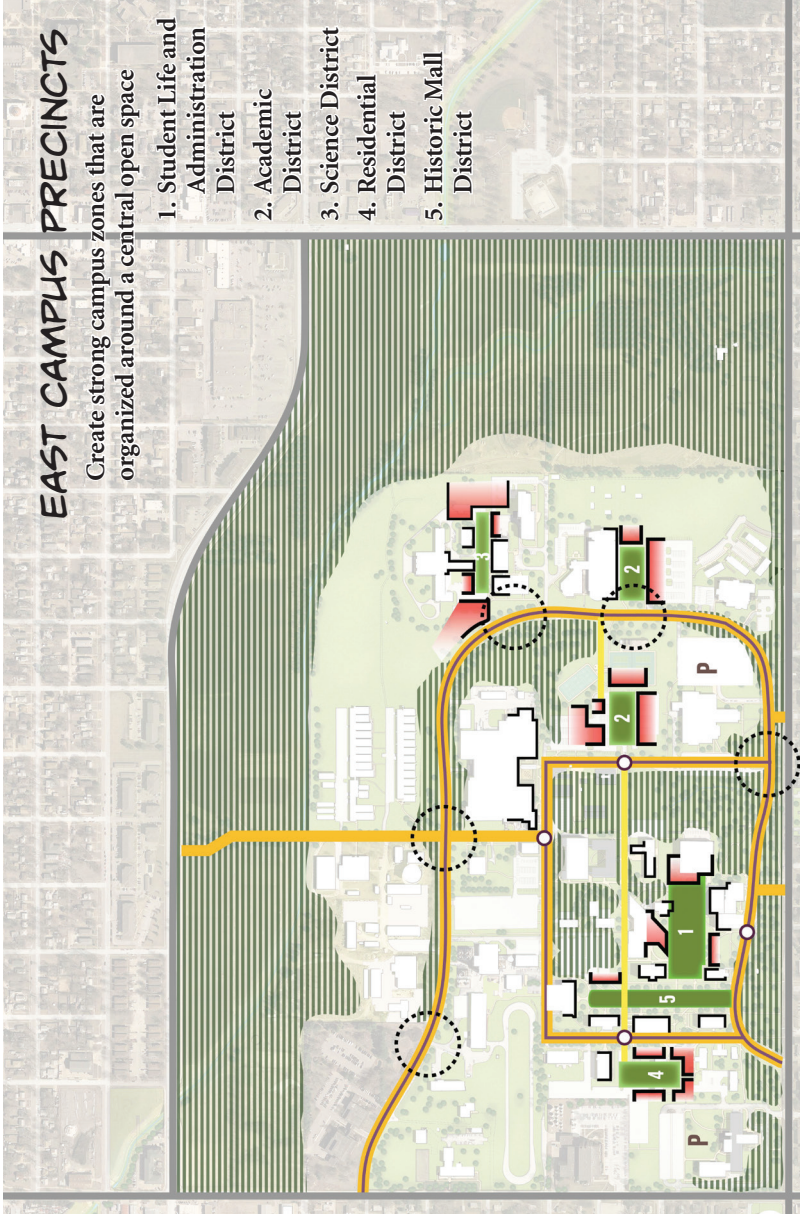 EAST CAMPUS PRECINCTS
Create strong campus zones that are
organized around a central open space
1. Student Life and
Administration
District
2. Academic
District
3. Science District
4. Residential
District
5. Historic Mall
District
3
2
2
P
1
5
4
P